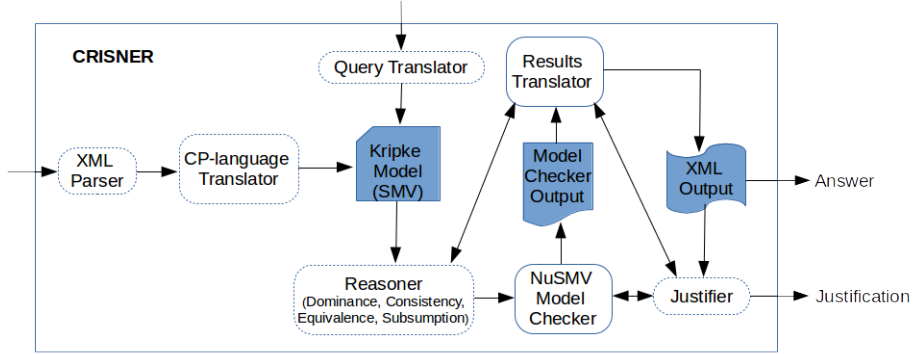 CRISNER
Query Translator
Results
Translator
XML
Parser
CP-language
Translator
Kripke
Model
(SMV)
Model
Checker
Output
XML
Output
Answer
Reasoner
(Dominance, Consistency,
Equivalence, Subsumption)
NuSMV
Model
Checker
Justifier
Justification